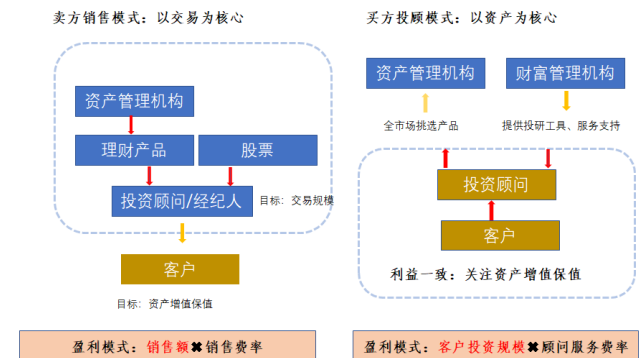 卖方销售模式：以交易为核心
资产管理机构
理财产品
股票
投资顾问/经纪人
目标：交易规模
客户
目标：资产增值保值
盈利模式：销售额✖销售费率
买方投顾模式：以资产为核心
资产管理机构
财富管理机构
全市场挑选产品
提供投研工具、服务支持
投资顾问
客户
利益一致：关注资产增值保值
盈利模式：客户投资规模✖顾问服务费率